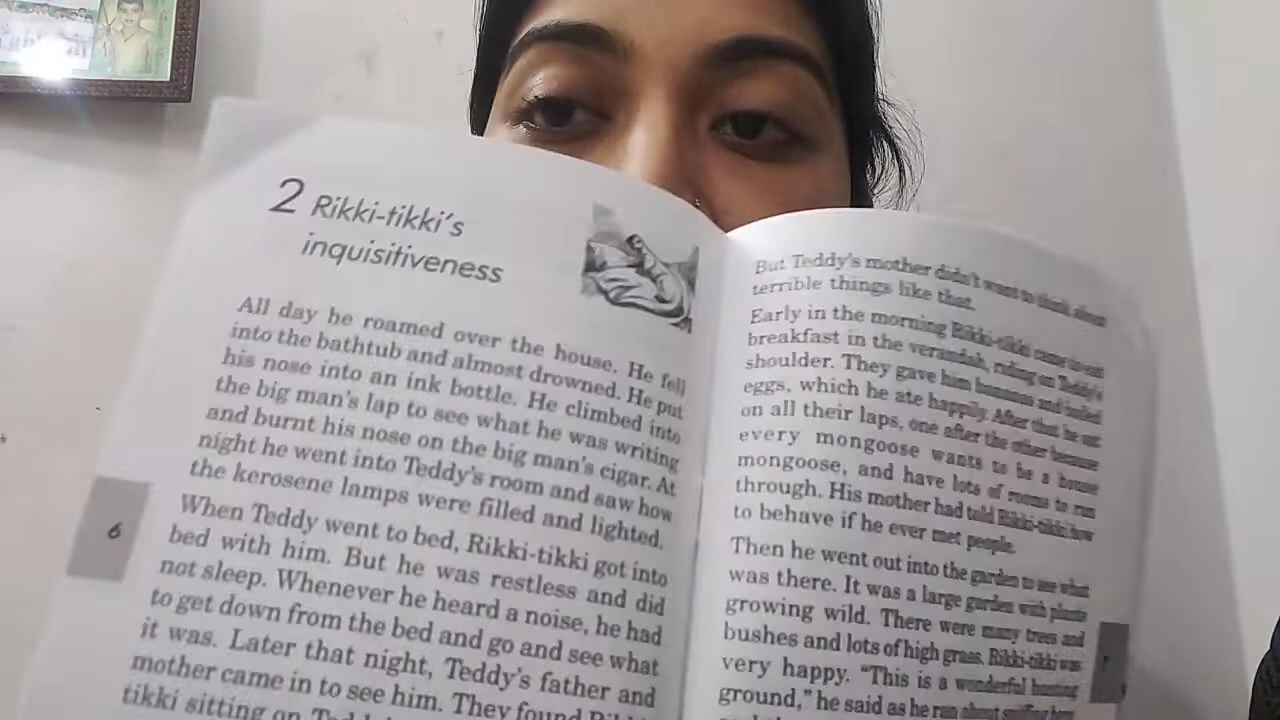 2 Rikki-tikki's
inquisitiveness
All day he roamed over the house. He fell
into the bathtub and almost drowned. He put
his nose into an ink bottle. He climbed into
the big man's lap to see what he was writing
and burnt his nose on the big man's cigar. At
night he went into Teddy's room and saw how
the kerosene lamps were filled and lighted.
When Teddy went to bed, Rikki-tikki got into
bed with him. But he was restless and did
not sleep. Whenever he heard a noise, he had
to get down from the bed and go and see what
it was. Later that night, Teddy's father and
mother came in to see him. They found
tikki sitting on
6
But Teddy's mother didn't want to think about
terrible things like that.
Early in the morning Rikki-tikki came to eat
breakfast in the verandah, riding on Teddy's
shoulder. They gave him bananas and boiled
eggs, which he ate happily. After that he sat
on all their laps, one after the other because
every mongoose wants to be a house
mongoose, and have lots of rooms to run
through. His mother had told Rikki-tikki how
to behave if he ever met people.
Then he went out into the garden to see what
was there. It was a large garden with plants
growing wild. There were many trees and
bushes and lots of high grass. Rikki-tikki was
very happy. "This is a wonderful hunting
ground," he said as he ran about sniffing